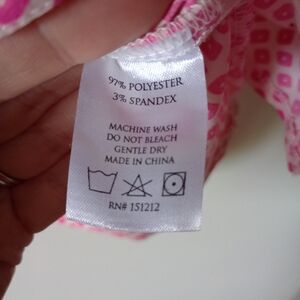 97% POLYESTER
3% SPANDEX
MACHINE WASH
DO NOT BLEACH
GENTLE DRY
MADE IN CHINA
RN# 151212